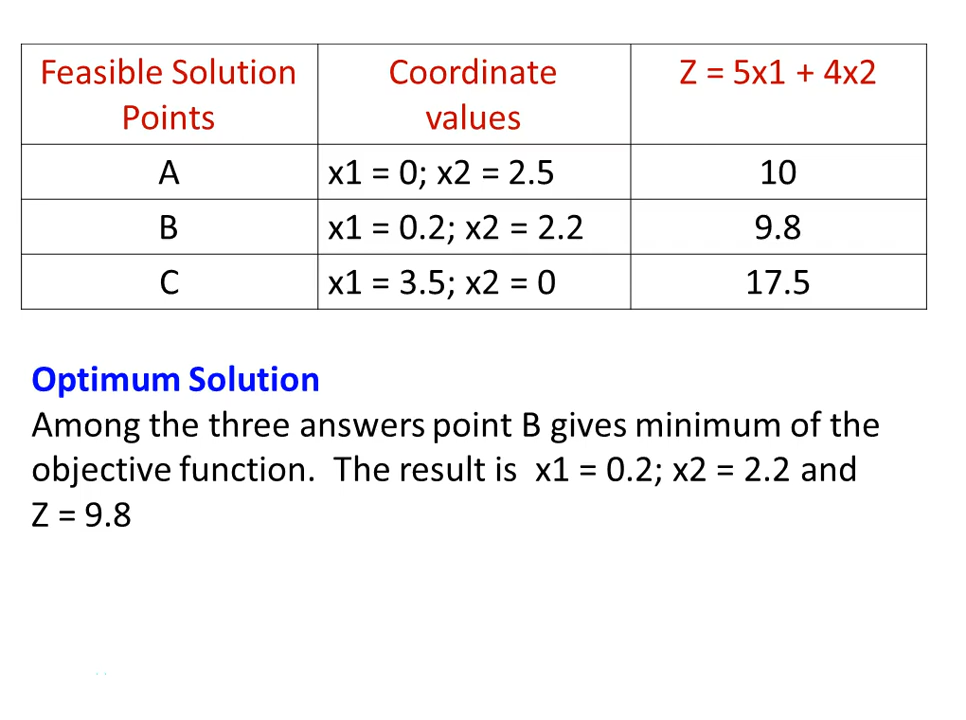 Feasible Solution Points
Coordinate values
Z = 5x1 + 4x2
A
x1 = 0; x2 = 2.5
10
B
x1 = 0.2; x2 = 2.2
9.8
C
x1 = 3.5; x2 = 0
17.5
Optimum Solution
Among the three answers point B gives minimum of the
objective function.  The result is  x1 = 0.2; x2 = 2.2 and
Z = 9.8